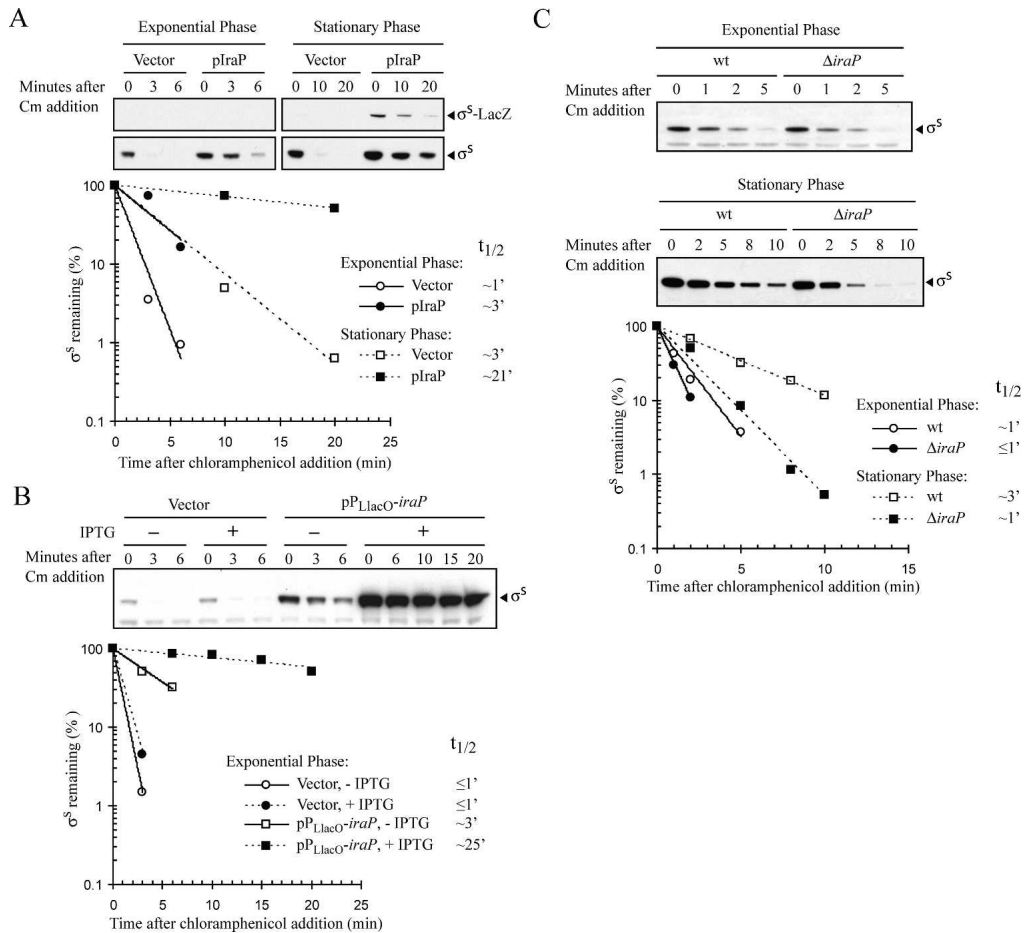 A
Exponential Phase
Stationary Phase
Vector pIraP Vector pIraP
Minutes after
Cm addition
0 3 6 0 3 6 0 10 20 0 10 20
σS-LacZ
σS
100
10
1
0.1
σS remaining (%)
0 5 10 15 20 25
Time after chloramphenicol addition (min)
t1/2
Exponential Phase:
Vector ~1'
pIraP ~3'
Stationary Phase:
Vector ~3'
pIraP ~21'
B
Vector pPLlacO-iraP
IPTG – + – +
Minutes after
Cm addition
0 3 6 0 3 6 0 3 6 0 6 10 15 20
σS
100
10
1
0.1
σS remaining (%)
0 5 10 15 20 25
Time after chloramphenicol addition (min)
t1/2
Exponential Phase:
Vector, - IPTG ≤1'
Vector, + IPTG ≤1'
pPLlacO-iraP, - IPTG ~3'
pPLlacO-iraP, + IPTG ~25'
C
Exponential Phase
wt ΔiraP
Minutes after
Cm addition
0 1 2 5 0 1 2 5
σS
Stationary Phase
wt ΔiraP
Minutes after
Cm addition
0 2 5 8 10 0 2 5 8 10
σS
100
10
1
0.1
σS remaining (%)
0 5 10 15
Time after chloramphenicol addition (min)
t1/2
Exponential Phase:
wt ~1'
ΔiraP ≤1'
Stationary Phase:
wt ~3'
ΔiraP ~1'